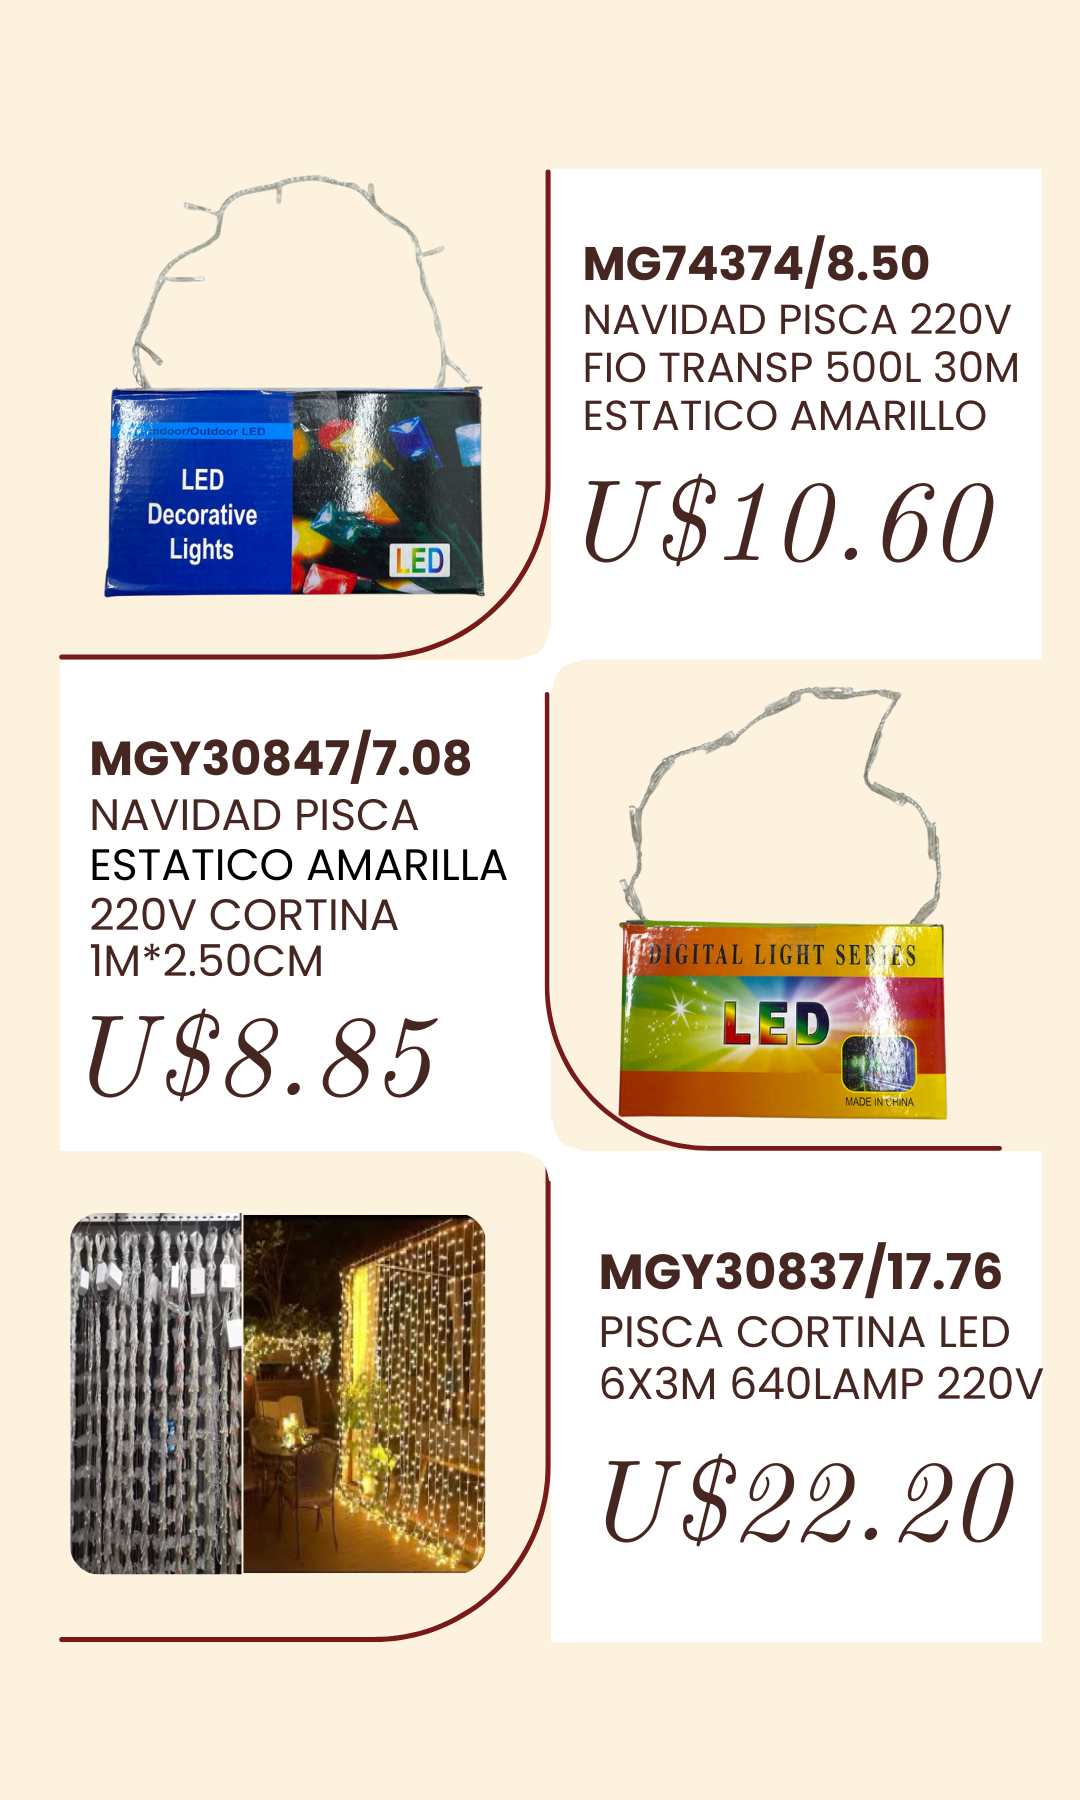 MG74374/8.50
NAVIDAD PISCA 220V
FIO TRANSP 500L 30M
ESTATICO AMARILLO
U$10.60
Indoor/Outdoor LED
LED
Decorative
Lights
LED
MGY30847/7.08
NAVIDAD PISCA
ESTATICO AMARILLA
220V CORTINA
1M*2.50CM
U$8.85
DIGITAL LIGHT SERIES
LED
MADE IN CHINA
MGY30837/17.76
PISCA CORTINA LED
6X3M 640LAMP 220V
U$22.20